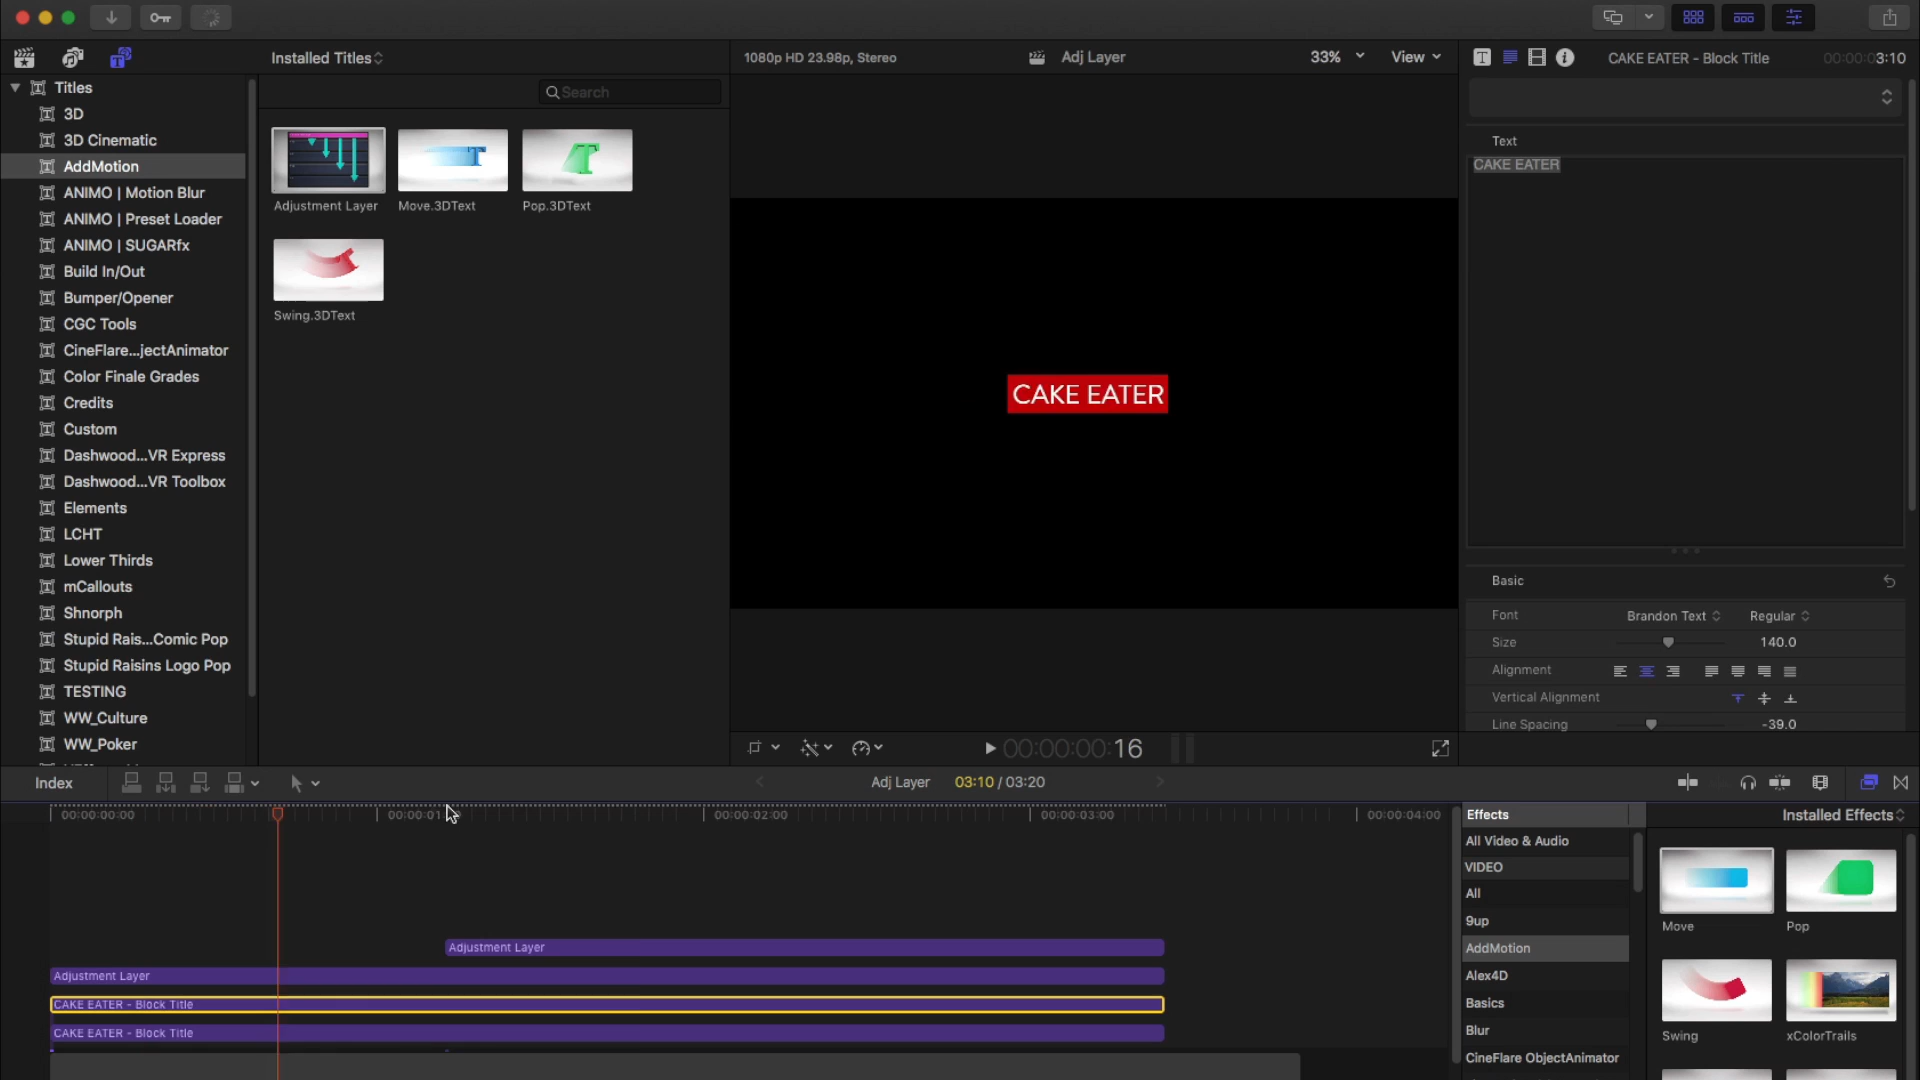 Installed Titles
1080p HD 23.98p, Stereo
Adj Layer
33%
View
CAKE EATER - Block Title
00:00:03:10
Titles
3D
3D Cinematic
AddMotion
ANIMO | Motion Blur
ANIMO | Preset Loader
ANIMO | SUGARfx
Build In/Out
Bumper/Opener
CGC Tools
CineFlare...jectAnimator
Color Finale Grades
Credits
Custom
Dashwood...VR Express
Dashwood...VR Toolbox
Elements
LCHT
Lower Thirds
mCallouts
Shnorph
Stupid Rais...Comic Pop
Stupid Raisins Logo Pop
TESTING
WW_Culture
WW_Poker
Search
Adjustment Layer
Move.3DText
Pop.3DText
Swing.3DText
CAKE EATER
Text
CAKE EATER
Basic
Font
Brandon Text
Regular
Size
140.0
Alignment
Vertical Alignment
Line Spacing
-39.0
00:00:00:16
Index
Adj Layer
03:10 / 03:20
00:00:00:00
00:00:02:00
00:00:03:00
00:00:04:00
Adjustment Layer
Adjustment Layer
CAKE EATER - Block Title
CAKE EATER - Block Title
Effects
Installed Effects
All Video & Audio
VIDEO
All
9up
AddMotion
Alex4D
Basics
Blur
CineFlare ObjectAnimator
Move
Pop
Swing
xColorTrails